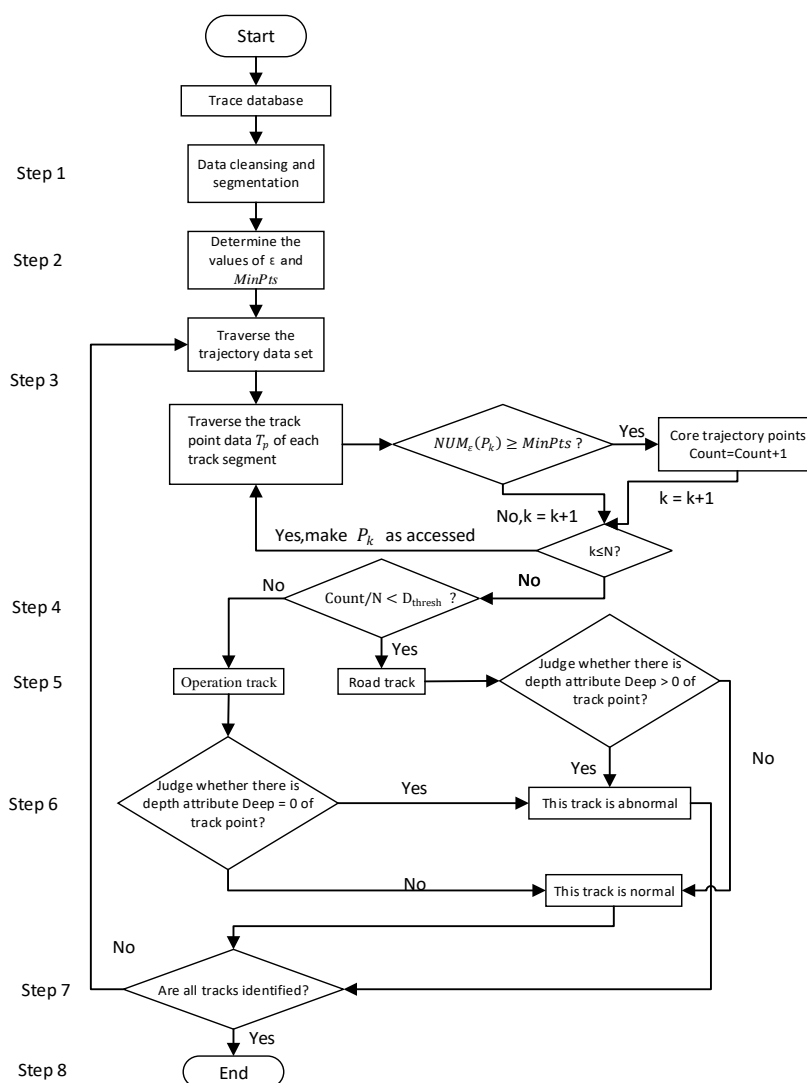 Start
Trace database
Step 1
Data cleansing and
segmentation
Step 2
Determine the
values of ε and
MinPts
Traverse the
trajectory data set
Step 3
Traverse the track
point data Tₚ of each
track segment
NUM_ε(P_k) ≥ MinPts ?
Yes
Core trajectory points
Count=Count+1
k = k+1
No,k = k+1
Yes,make P_k as accessed
k≤N?
No
No
Step 4
Count/N < D_thresh ?
Yes
Step 5
Operation track
Road track
Judge whether there is
depth attribute Deep > 0 of
track point?
No
Yes
Step 6
Judge whether there is
depth attribute Deep = 0 of
track point?
Yes
This track is abnormal
No
This track is normal
No
Step 7
Are all tracks identified?
Yes
Step 8
End